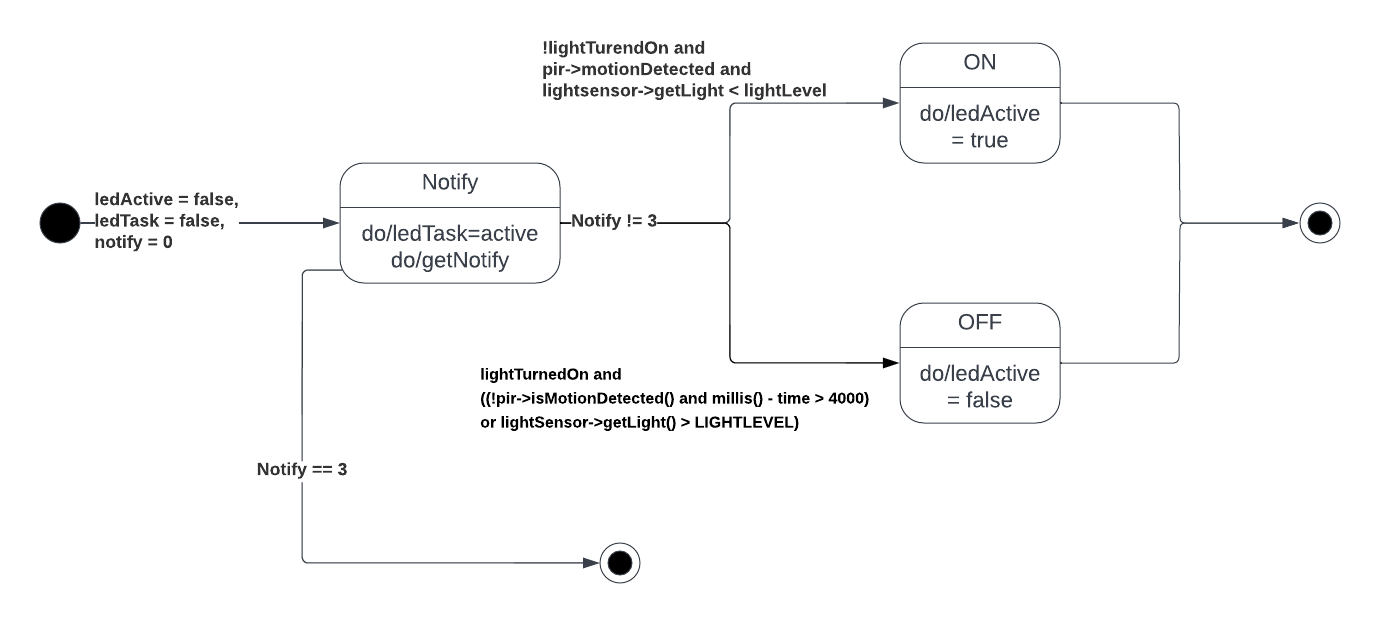 !lightTurendOn and
pir->motionDetected and
lightsensor->getLight < lightLevel
ON
do/ledActive
= true
ledActive = false,
ledTask = false,
notify = 0
Notify
do/ledTask=active
do/getNotify
Notify != 3
OFF
do/ledActive
= false
lightTurnedOn and
((!pir->isMotionDetected() and millis() - time > 4000)
or lightSensor->getLight() > LIGHTLEVEL)
Notify == 3